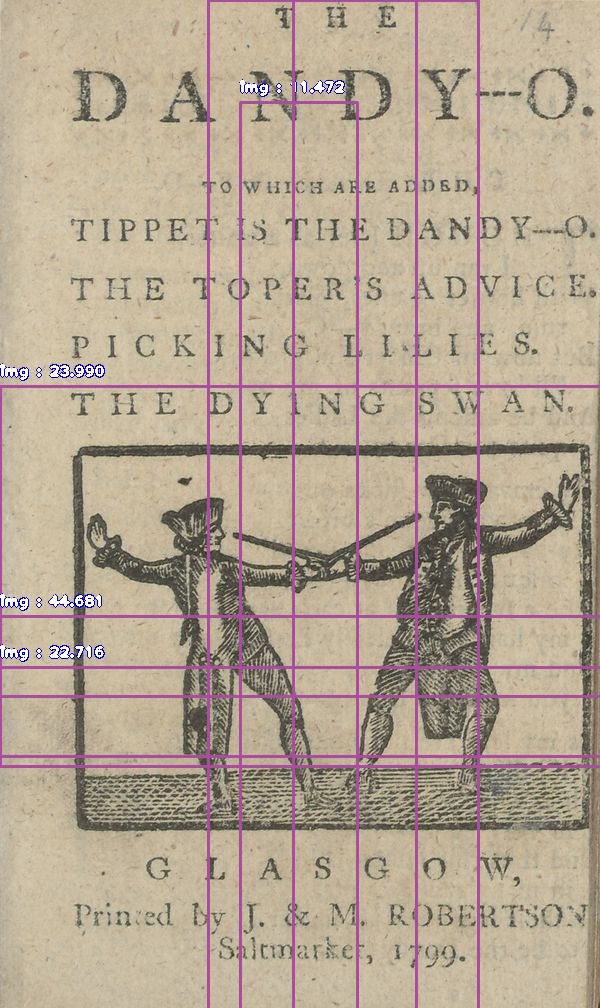 14
THE
DANDY---O.
TO WHICH ARE ADDED,
TIPPET IS THE DANDY---O.
THE TOPER'S ADVICE.
PICKING LILIES.
THE DYING SWAN.
GLASGOW,
Printed by J. & M. ROBERTSON
Saltmarket, 1799.
img : 11.472
img : 23.990
img : 44.681
img : 22.716